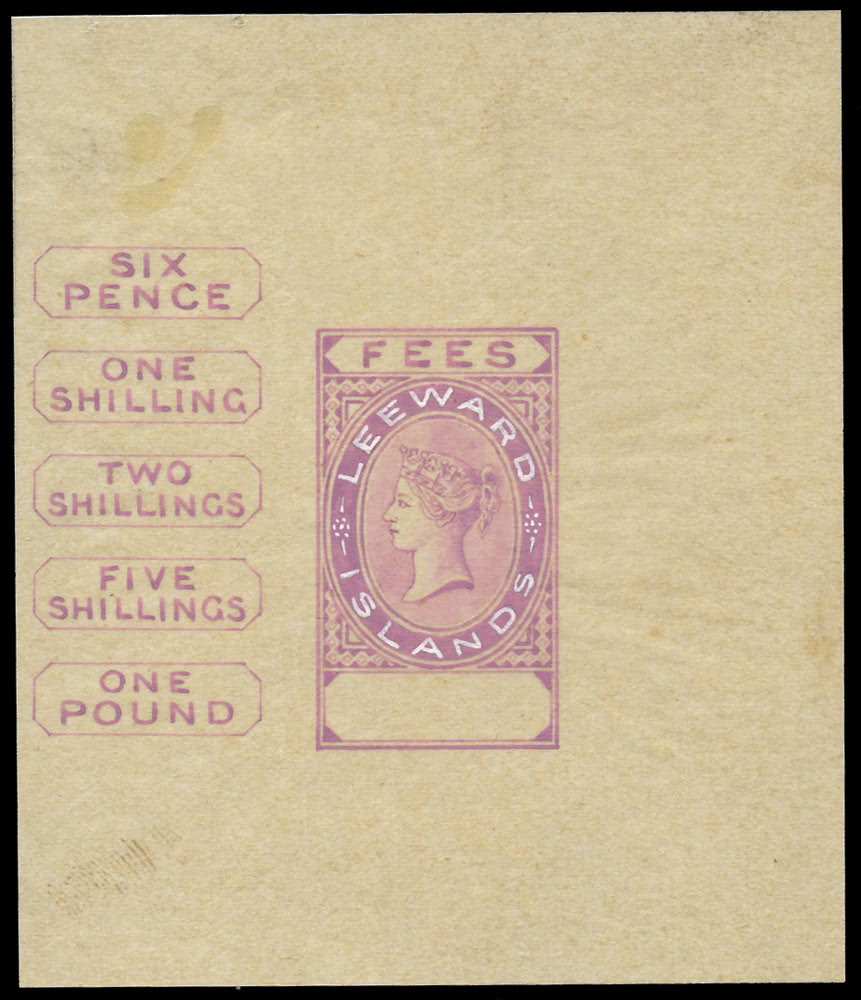 SIX
PENCE
ONE
SHILLING
TWO
SHILLINGS
FIVE
SHILLINGS
ONE
POUND
FEES
LEEWARD
ISLANDS